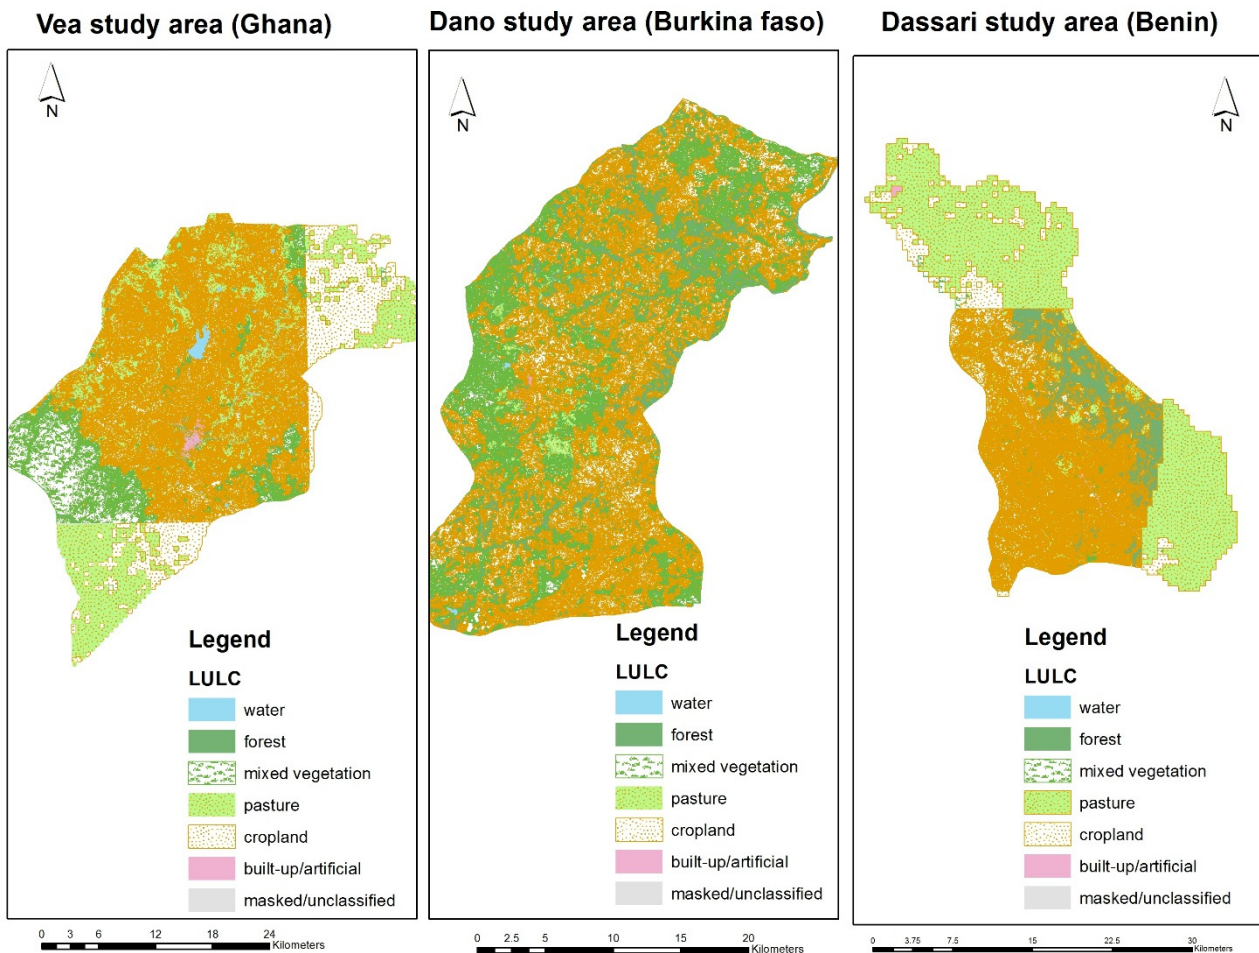 Vea study area (Ghana)
N
Legend
LULC
water
forest
mixed vegetation
pasture
cropland
built-up/artificial
masked/unclassified
0 3 6 12 18 24
Kilometers
Dano study area (Burkina faso)
N
Legend
LULC
water
forest
mixed vegetation
pasture
cropland
built-up/artificial
masked/unclassified
0 2.5 5 10 15 20
Kilometers
Dassari study area (Benin)
N
Legend
LULC
water
forest
mixed vegetation
pasture
cropland
built-up/artificial
masked/unclassified
0 3.75 7.5 15 22.5 30
Kilometers